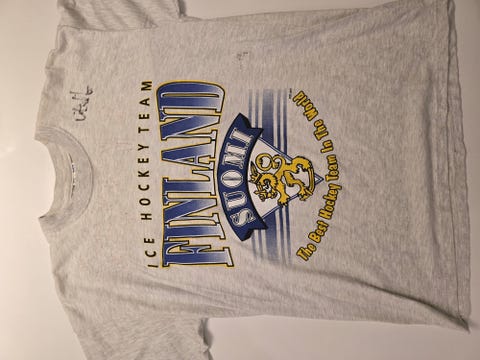 ICE HOCKEY TEAM
FINLAND
SUOMI
The Best Hockey Team In The World